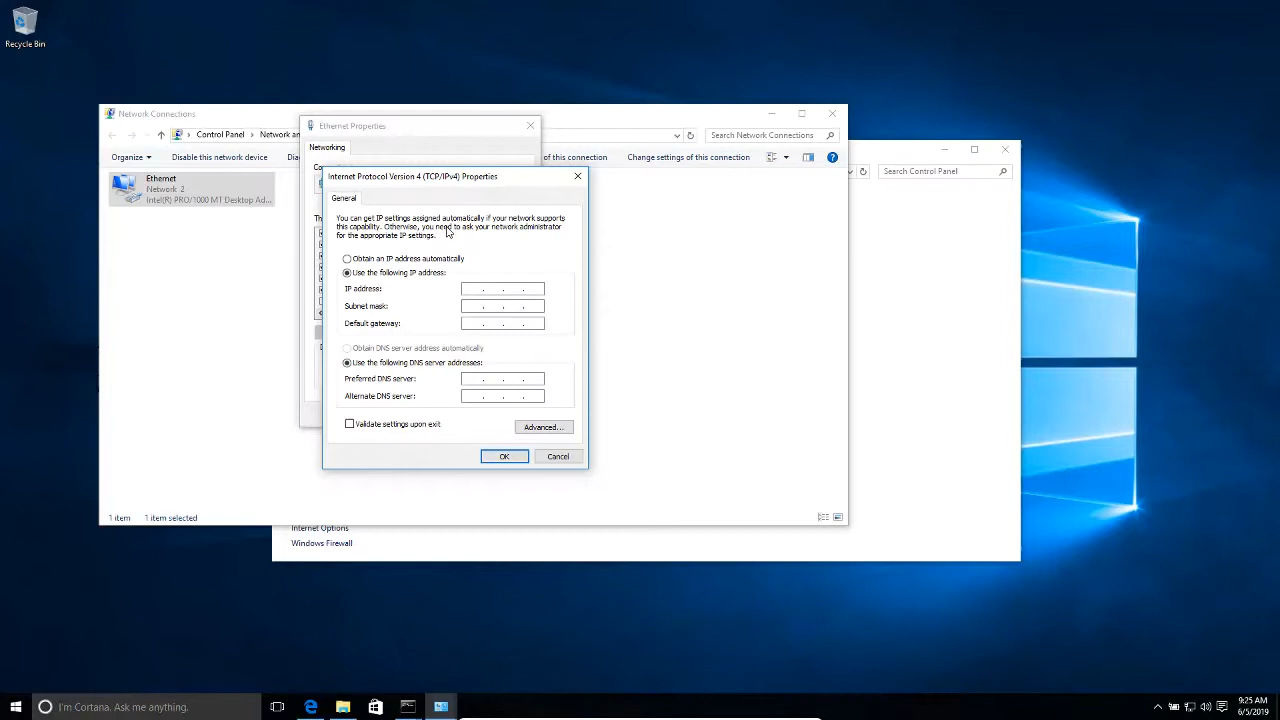 Recycle Bin
Network Connections
Control Panel
Network an
Search Network Connections
Organize
Disable this network device
Dia
of this connection
Change settings of this connection
Search Control Panel
Ethernet
Network 2
Intel(R) PRO/1000 MT Desktop Ad...
Ethernet Properties
Networking
Internet Protocol Version 4 (TCP/IPv4) Properties
General
You can get IP settings assigned automatically if your network supports
this capability. Otherwise, you need to ask your network administrator
for the appropriate IP settings.
Obtain an IP address automatically
Use the following IP address:
IP address:
Subnet mask:
Default gateway:
Obtain DNS server address automatically
Use the following DNS server addresses:
Preferred DNS server:
Alternate DNS server:
Validate settings upon exit
Advanced...
OK
Cancel
1 item
1 item selected
Internet Options
Windows Firewall
I'm Cortana. Ask me anything.
9:25 AM
6/5/2019